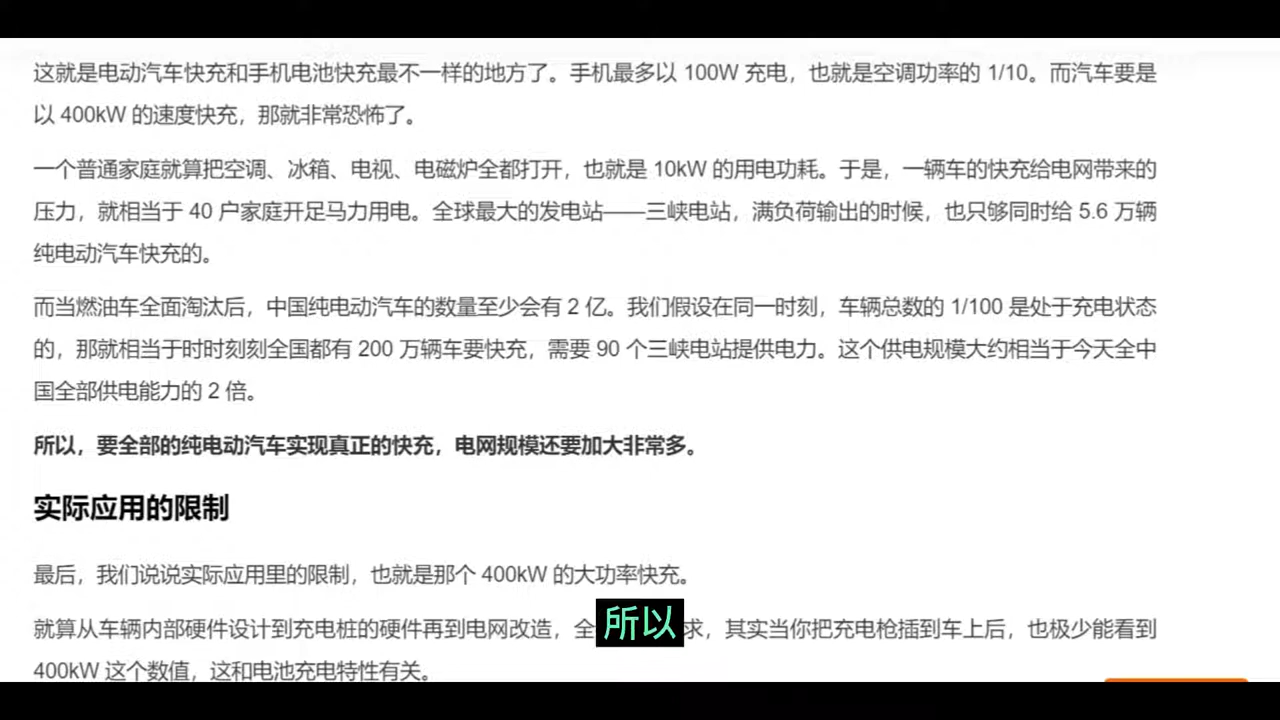 这就是电动汽车快充和手机电池快充最不一样的地方了。手机最多以 100W 充电，也就是空调功率的 1/10。而汽车要是
以 400kW 的速度快充，那就非常恐怖了。
一个普通家庭就算把空调、冰箱、电视、电磁炉全都打开，也就是 10kW 的用电功耗。于是，一辆车的快充给电网带来的
压力，就相当于 40 户家庭开足马力用电。全球最大的发电站——三峡电站，满负荷输出的时候，也只够同时给 5.6 万辆
纯电动汽车快充的。
而当燃油车全面淘汰后，中国纯电动汽车的数量至少会有 2 亿。我们假设在同一时刻，车辆总数的 1/100 是处于充电状态
的，那就相当于时时刻刻全国都有 200 万辆车要快充，需要 90 个三峡电站提供电力。这个供电规模大约相当于今天全中
国全部供电能力的 2 倍。
所以，要全部的纯电动汽车实现真正的快充，电网规模还要加大非常多。
实际应用的限制
最后，我们说说实际应用里的限制，也就是那个 400kW 的大功率快充。
就算从车辆内部硬件设计到充电桩的硬件再到电网改造，全 求，其实当你把充电枪插到车上后，也极少能看到
所以
400kW 这个数值，这和电池充电特性有关。